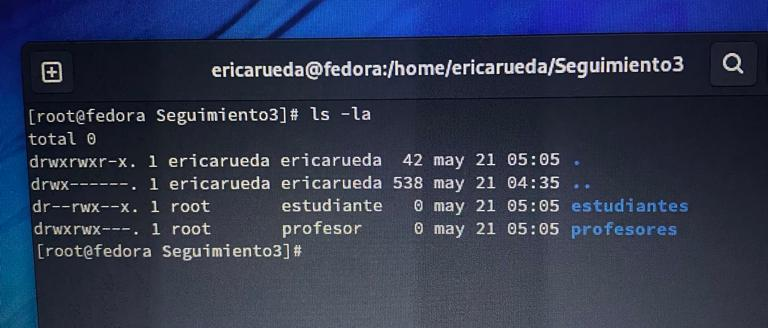 ericarueda@fedora:/home/ericarueda/Seguimiento3
[root@fedora Seguimiento3]# ls -la
total 0
drwxrwxr-x. 1 ericarueda ericarueda  42 may 21 05:05 .
drwx------. 1 ericarueda ericarueda 538 may 21 04:35 ..
dr--rwx--x. 1 root       estudiante   0 may 21 05:05 estudiantes
drwxrwx---. 1 root       profesor     0 may 21 05:05 profesores
[root@fedora Seguimiento3]#